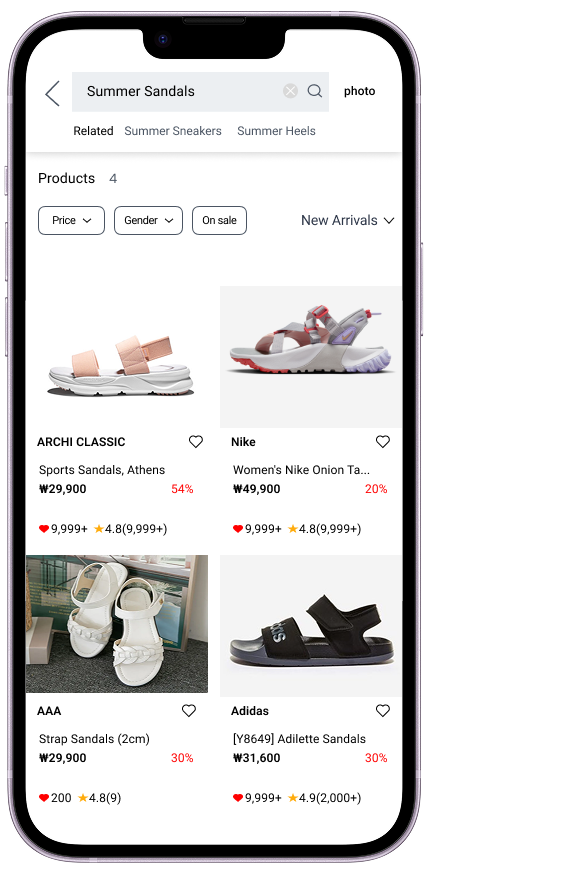 Summer Sandals
photo
Related Summer Sneakers Summer Heels
Products 4
Price Gender On sale New Arrivals
ARCHI CLASSIC
Sports Sandals, Athens
₩29,900 54%
9,999+ 4.8(9,999+)
Nike
Women's Nike Onion Ta...
₩49,900 20%
9,999+ 4.8(9,999+)
AAA
Strap Sandals (2cm)
₩29,900 30%
200 4.8(9)
Adidas
[Y8649] Adilette Sandals
₩31,600 30%
9,999+ 4.9(2,000+)